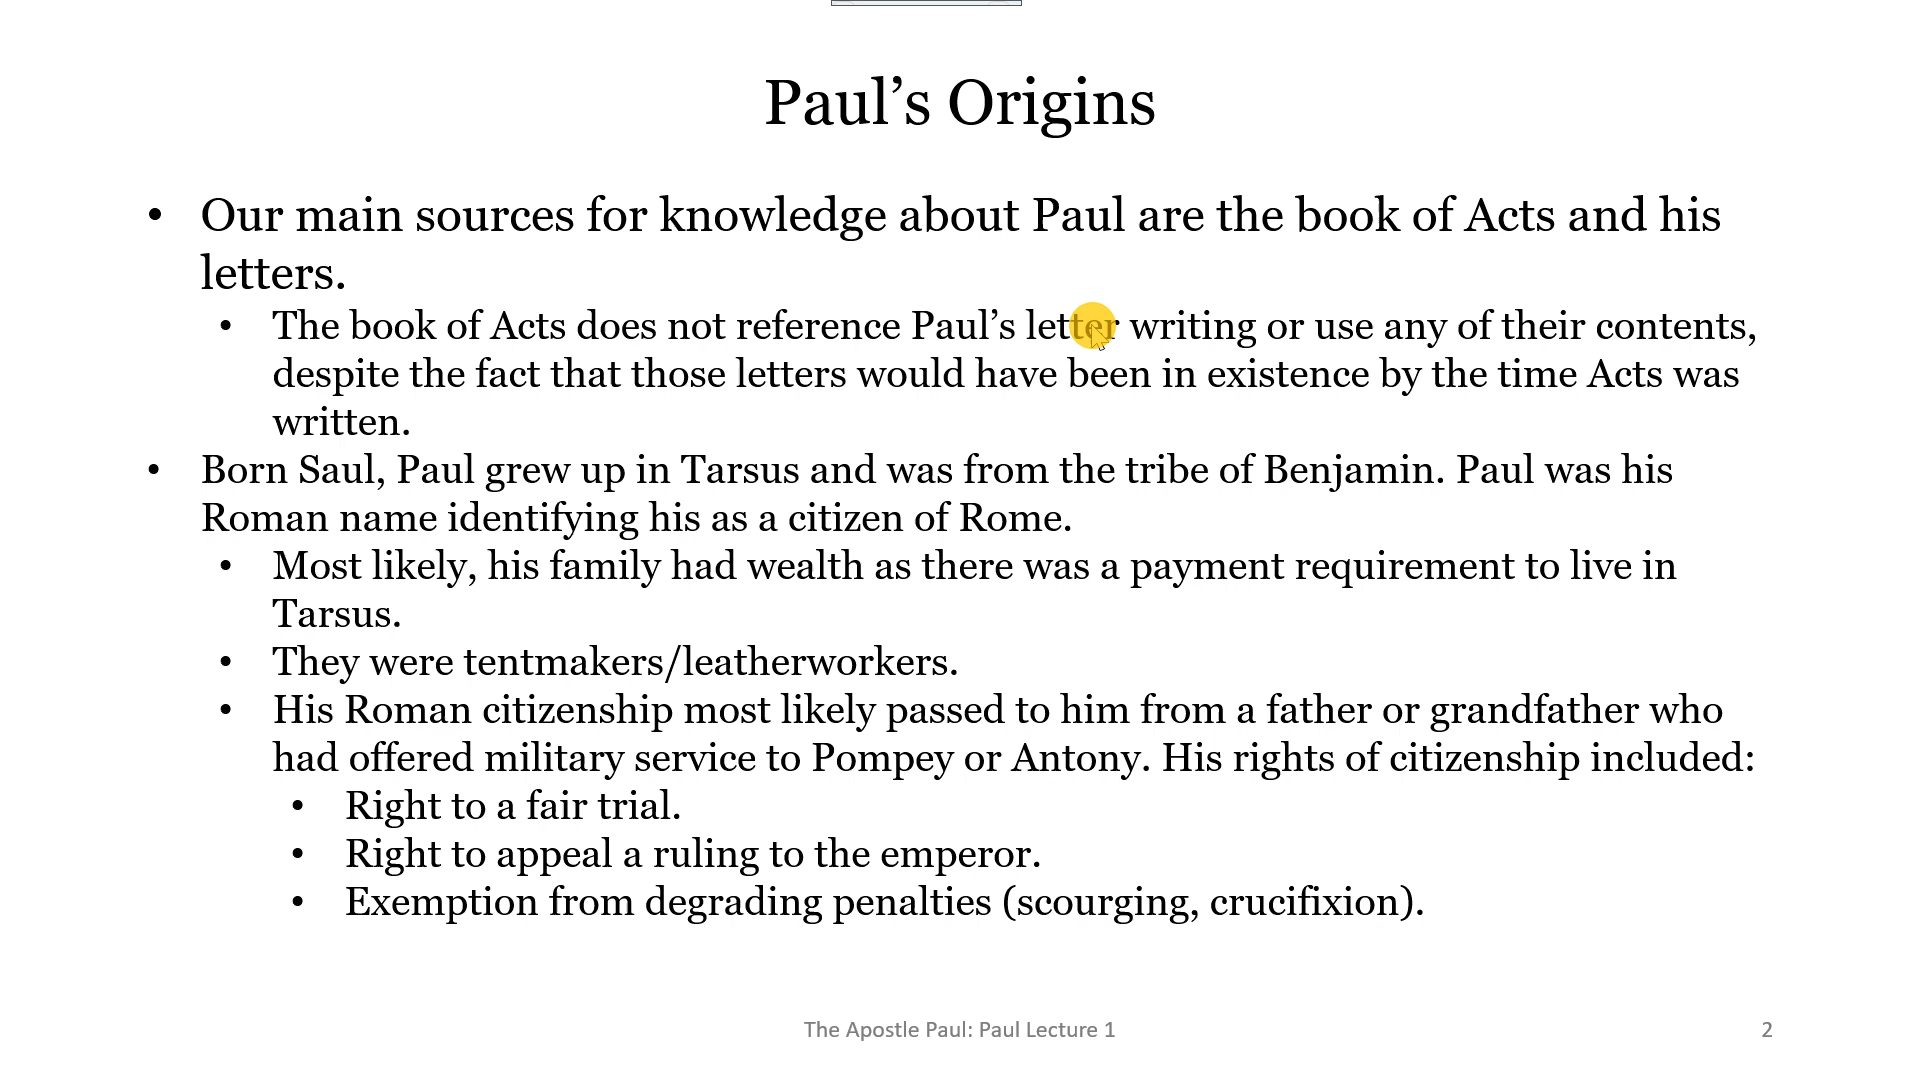 Paul’s Origins
• Our main sources for knowledge about Paul are the book of Acts and his
letters.
• The book of Acts does not reference Paul’s letter writing or use any of their contents,
despite the fact that those letters would have been in existence by the time Acts was
written.
• Born Saul, Paul grew up in Tarsus and was from the tribe of Benjamin. Paul was his
Roman name identifying his as a citizen of Rome.
• Most likely, his family had wealth as there was a payment requirement to live in
Tarsus.
• They were tentmakers/leatherworkers.
• His Roman citizenship most likely passed to him from a father or grandfather who
had offered military service to Pompey or Antony. His rights of citizenship included:
• Right to a fair trial.
• Right to appeal a ruling to the emperor.
• Exemption from degrading penalties (scourging, crucifixion).
The Apostle Paul: Paul Lecture 1
2